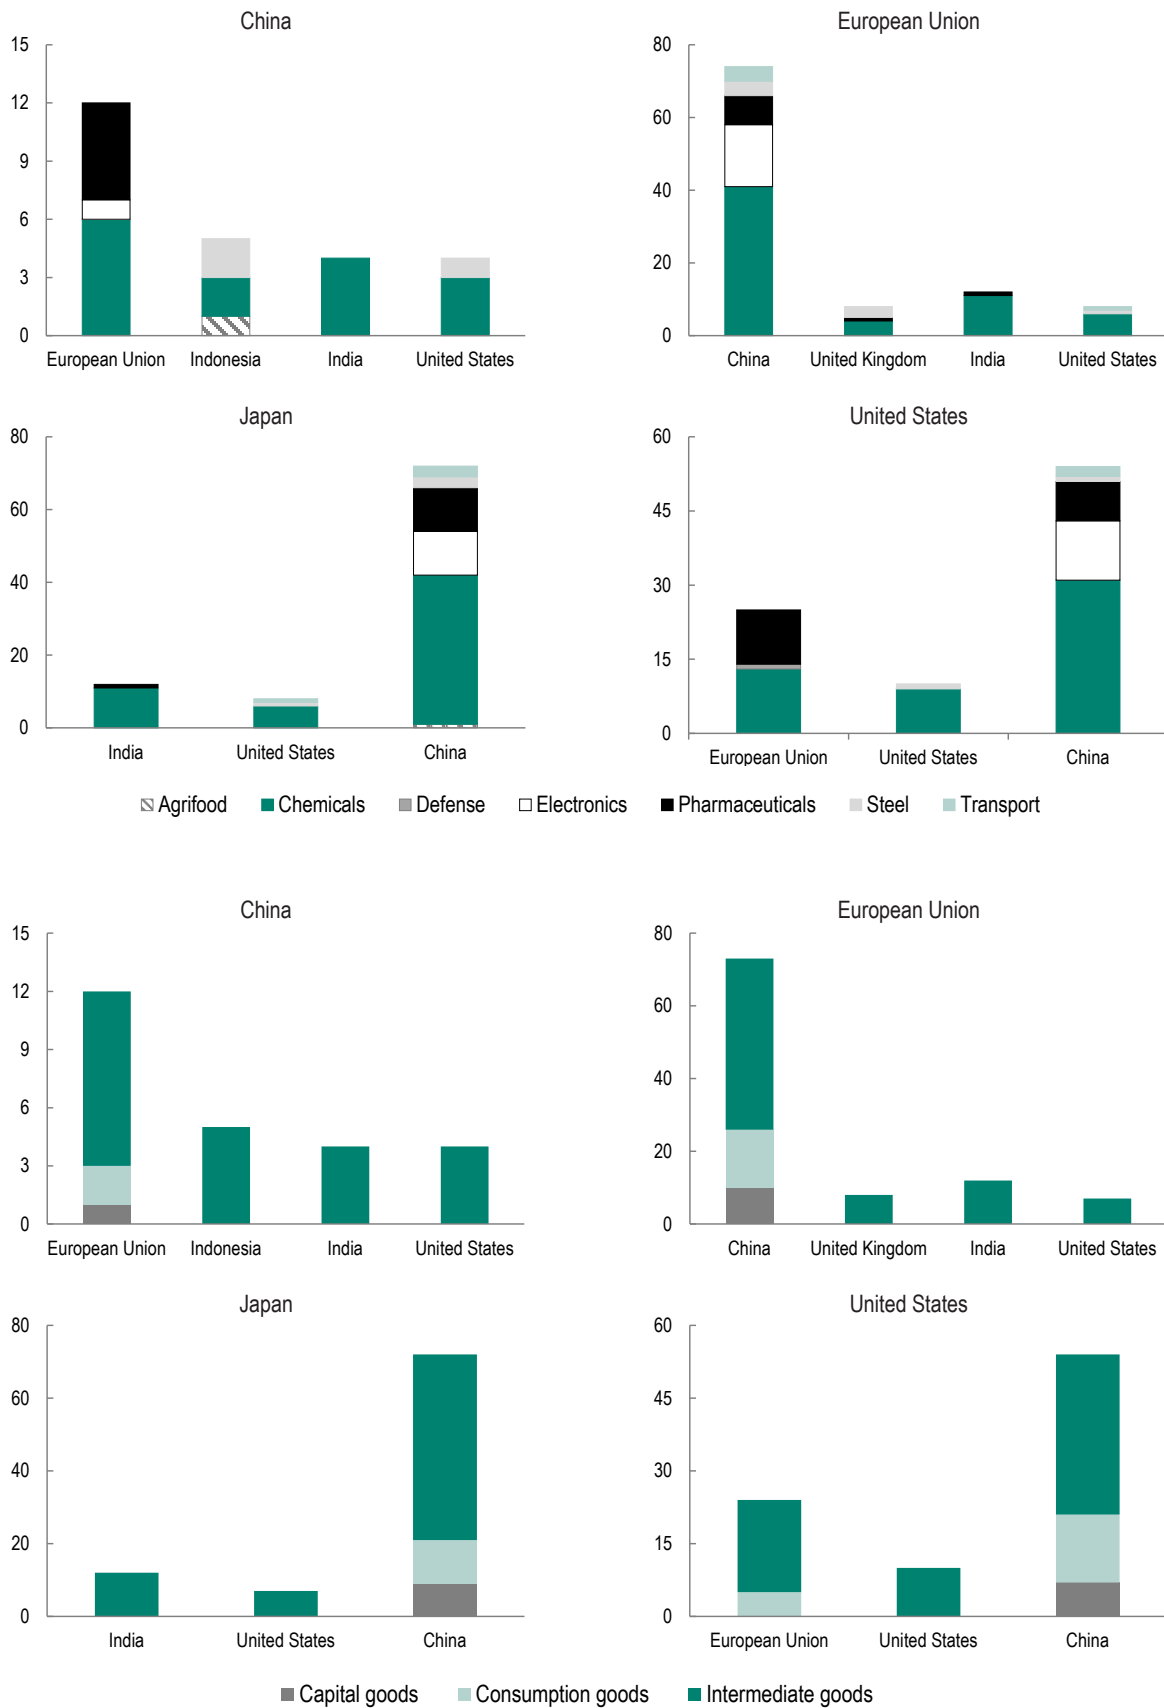 China
15
12
9
6
3
0
European Union Indonesia India United States
European Union
80
60
40
20
0
China United Kingdom India United States
Japan
80
60
40
20
0
India United States China
United States
60
45
30
15
0
European Union United States China
Agrifood Chemicals Defense Electronics Pharmaceuticals Steel Transport
China
15
12
9
6
3
0
European Union Indonesia India United States
European Union
80
60
40
20
0
China United Kingdom India United States
Japan
80
60
40
20
0
India United States China
United States
60
45
30
15
0
European Union United States China
Capital goods Consumption goods Intermediate goods